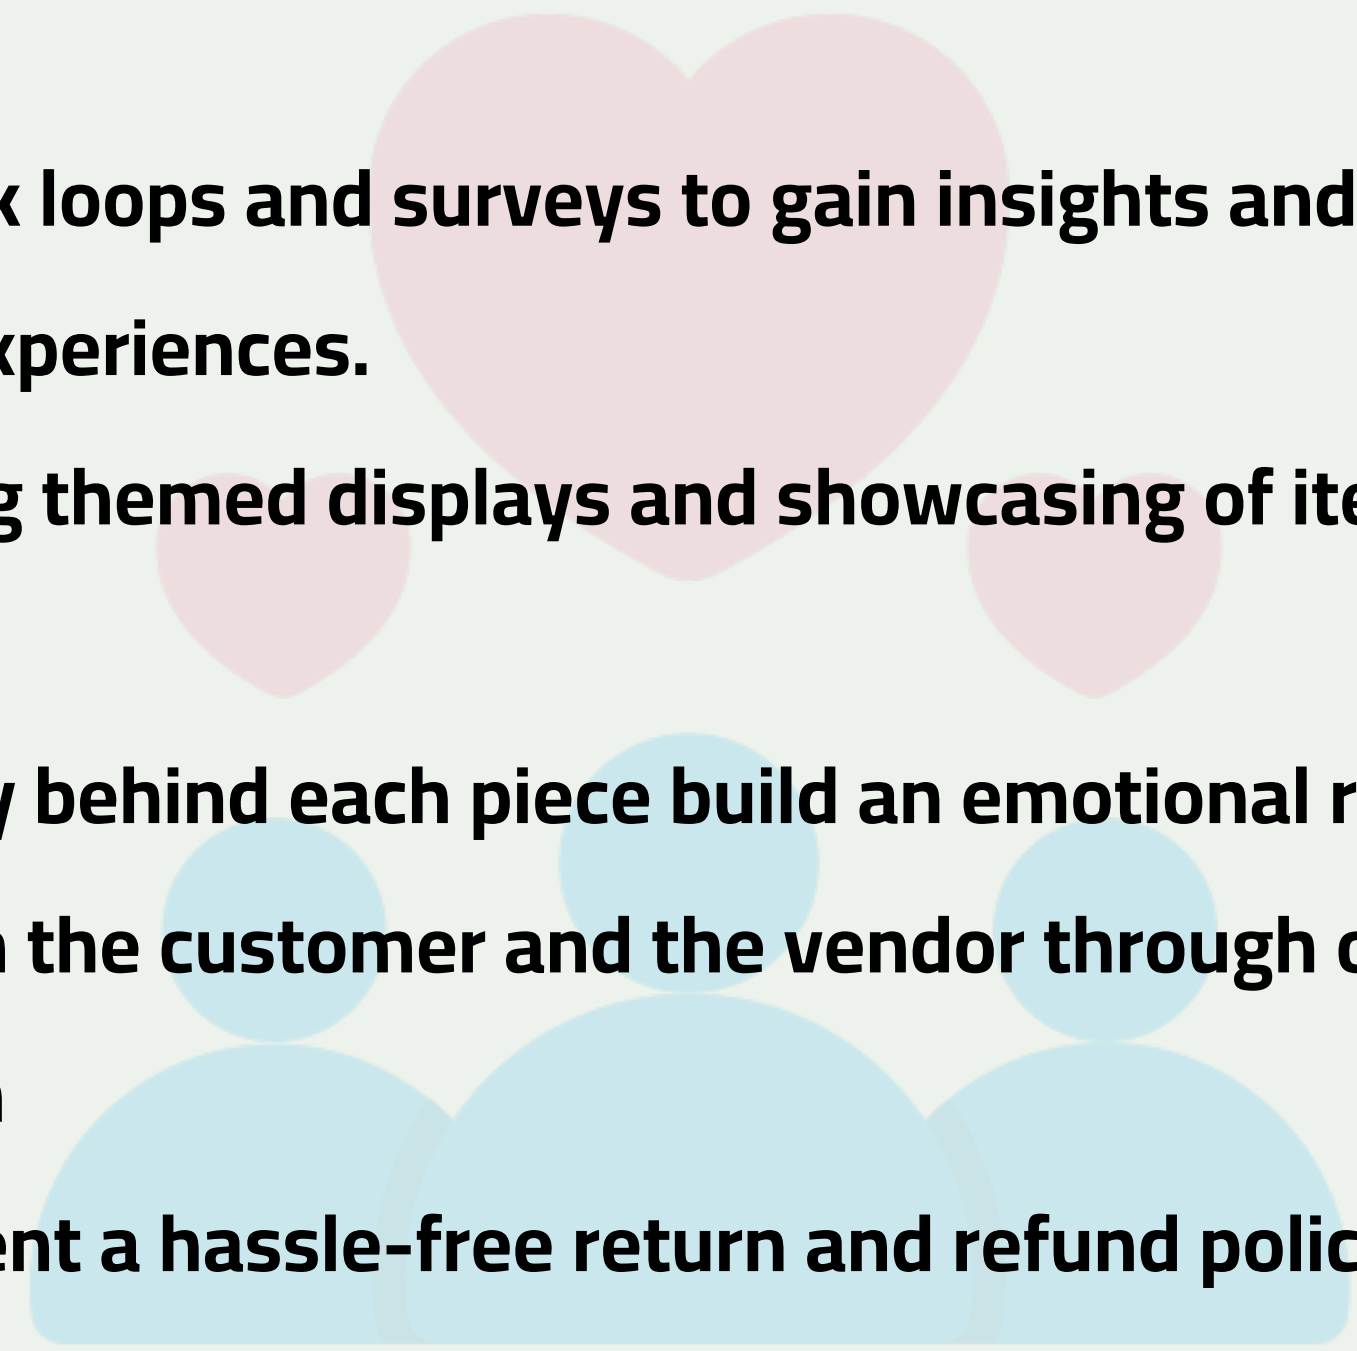 loops and surveys to gain insights and
xperiences.
g themed displays and showcasing of ite
y behind each piece build an emotional r
the customer and the vendor through
ent a hassle-free return and refund polic